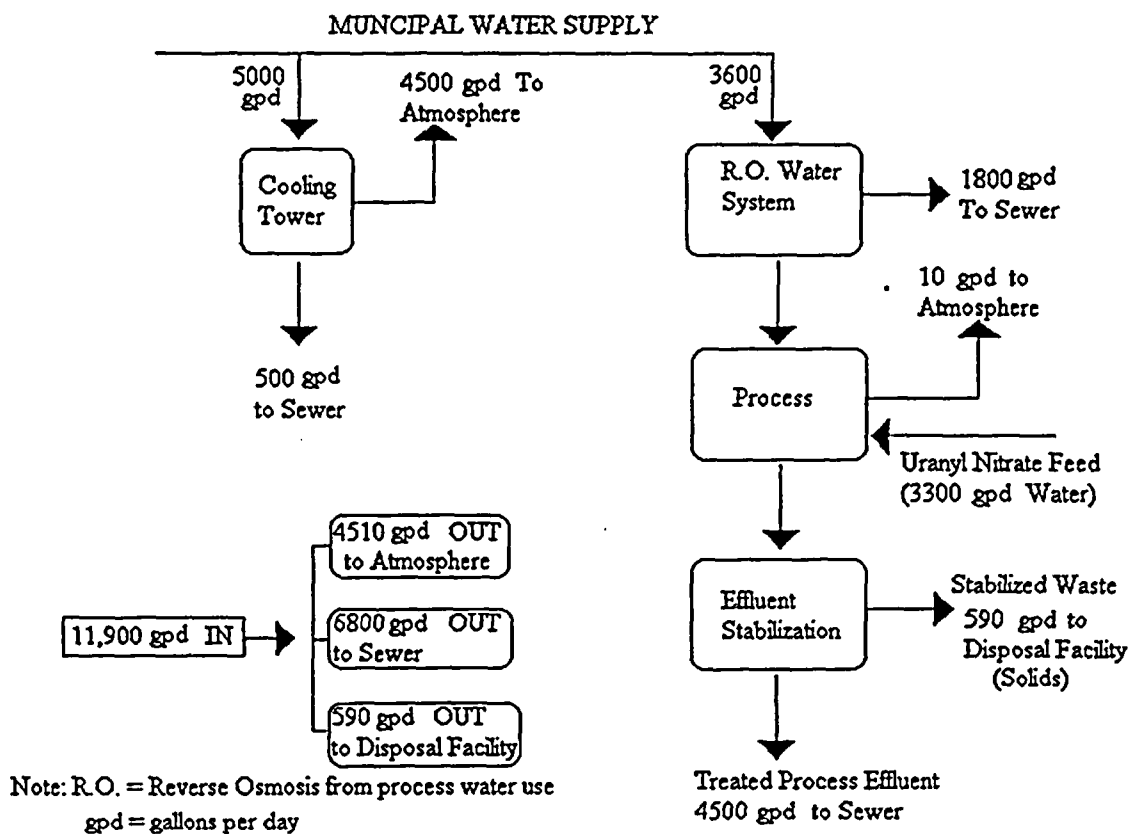 MUNCIPAL WATER SUPPLY
5000
gpd
4500 gpd To
Atmosphere
3600
gpd
Cooling
Tower
R.O. Water
System
1800 gpd
To Sewer
10 gpd to
Atmosphere
500 gpd
to Sewer
Process
Uranyl Nitrate Feed
(3300 gpd Water)
4510 gpd OUT
to Atmosphere
11,900 gpd IN
6800 gpd OUT
to Sewer
590 gpd OUT
to Disposal Facility
Effluent
Stabilization
Stabilized Waste
590 gpd to
Disposal Facility
(Solids)
Treated Process Effluent
4500 gpd to Sewer
Note: R.O. = Reverse Osmosis from process water use
gpd = gallons per day